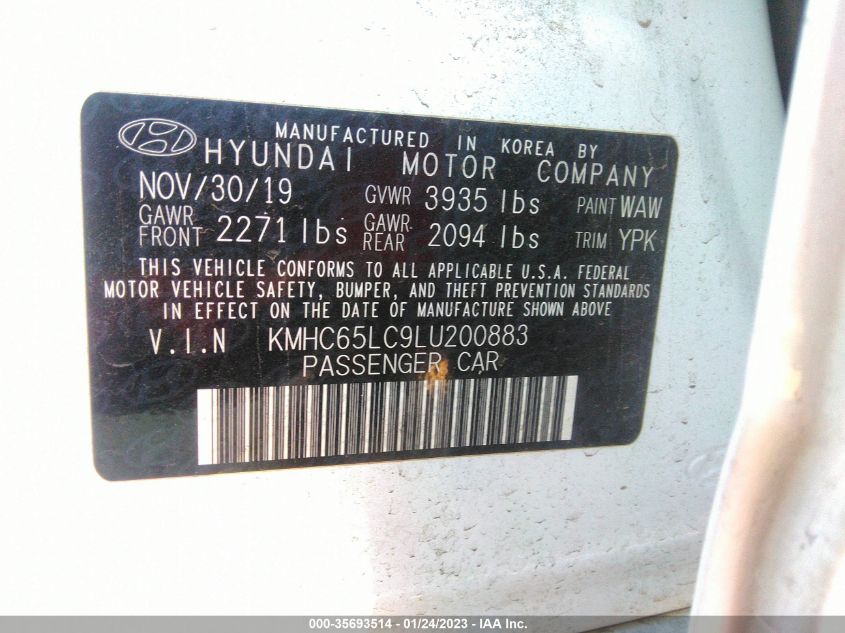 MANUFACTURED IN KOREA BY
HYUNDAI MOTOR COMPANY
NOV/30/19 GVWR 3935 lbs PAINT WAW
GAWR FRONT 2271 lbs GAWR REAR 2094 lbs TRIM YPK
THIS VEHICLE CONFORMS TO ALL APPLICABLE U.S.A. FEDERAL
MOTOR VEHICLE SAFETY, BUMPER, AND THEFT PREVENTION STANDARDS
IN EFFECT ON THE DATE OF MANUFACTURE SHOWN ABOVE
V.I.N KMHC65LC9LU200883
PASSENGER CAR
000-35693514 - 01/24/2023 - IAA Inc.